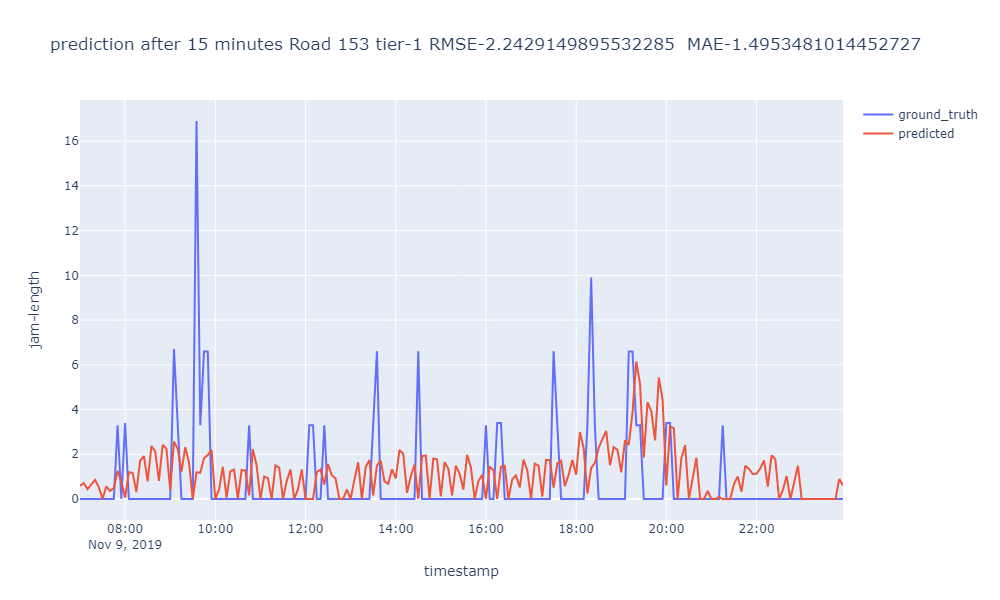 prediction after 15 minutes Road 153 tier-1 RMSE-2.2429149895532285  MAE-1.4953481014452727
ground_truth
predicted
16
14
12
10
8
6
4
2
0
jam-length
08:00 10:00 12:00 14:00 16:00 18:00 20:00 22:00
Nov 9, 2019
timestamp